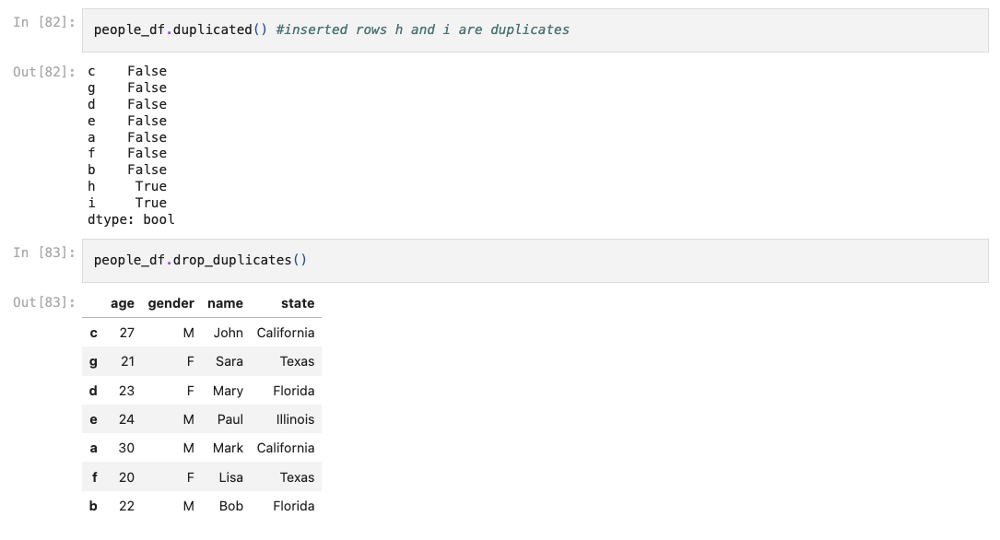 In [82]: people_df.duplicated() #inserted rows h and i are duplicates
Out[82]: c False
g False
d False
e False
a False
f False
b False
h True
i True
dtype: bool
In [83]: people_df.drop_duplicates()
Out[83]: age gender name state
c 27 M John California
g 21 F Sara Texas
d 23 F Mary Florida
e 24 M Paul Illinois
a 30 M Mark California
f 20 F Lisa Texas
b 22 M Bob Florida